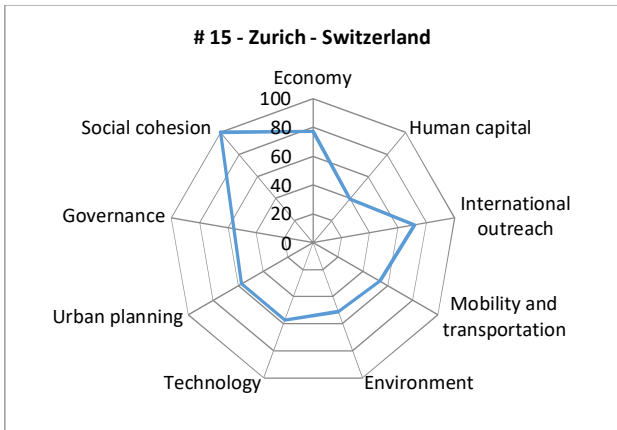 # 15 - Zurich - Switzerland
Economy
100
80
60
40
20
0
Human capital
International
outreach
Mobility and
transportation
Environment
Technology
Urban planning
Governance
Social cohesion